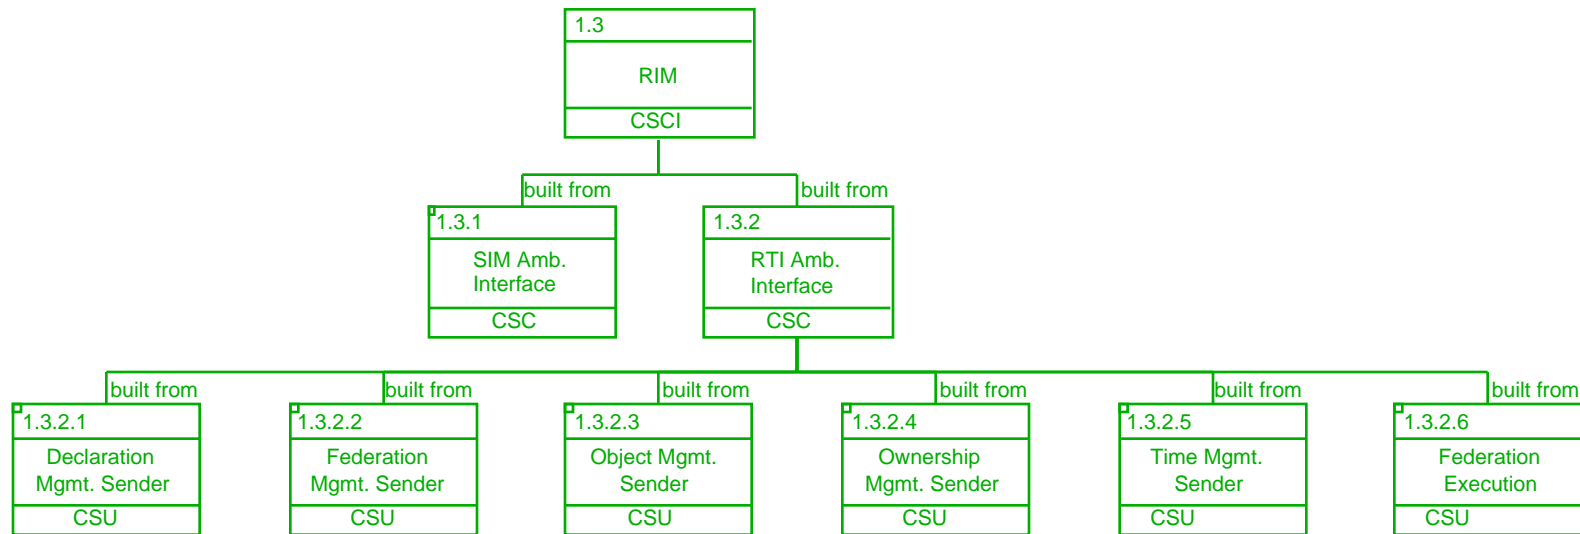 1.3
RIM
CSCI
built from
built from
1.3.1
1.3.2
SIM Amb.
Interface
RTI Amb.
Interface
CSC
CSC
built from
built from
built from
built from
built from
built from
1.3.2.1
1.3.2.2
1.3.2.3
1.3.2.4
1.3.2.5
1.3.2.6
Declaration
Mgmt. Sender
Federation
Mgmt. Sender
Object Mgmt.
Sender
Ownership
Mgmt. Sender
Time Mgmt.
Sender
Federation
Execution
CSU
CSU
CSU
CSU
CSU
CSU